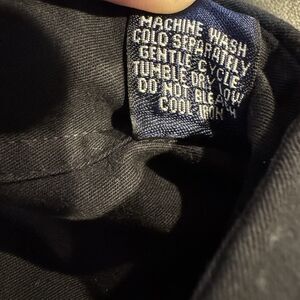 MACHINE WASH
COLD SEPARATELY
GENTLE CYCLE
TUMBLE DRY LOW
DO NOT BLEACH
COOL IRON